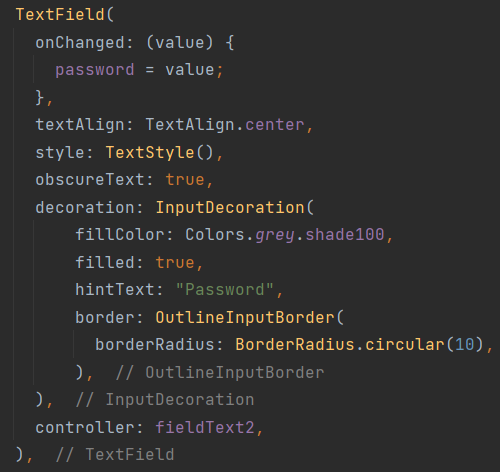 TextField(
  onChanged: (value) {
    password = value;
  },
  textAlign: TextAlign.center,
  style: TextStyle(),
  obscureText: true,
  decoration: InputDecoration(
      fillColor: Colors.grey.shade100,
      filled: true,
      hintText: "Password",
      border: OutlineInputBorder(
        borderRadius: BorderRadius.circular(10),
      ),  // OutlineInputBorder
  ),  // InputDecoration
  controller: fieldText2,
),  // TextField